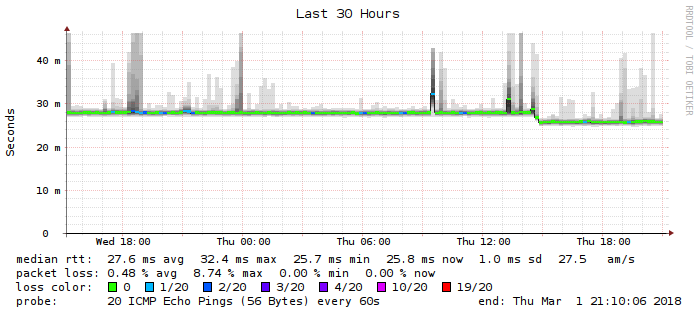 Last 30 Hours
RRDTOOL / TOBI OETIKER
Seconds
40 m
30 m
20 m
10 m
0
Wed 18:00 Thu 00:00 Thu 06:00 Thu 12:00 Thu 18:00
median rtt: 27.6 ms avg 32.4 ms max 25.7 ms min 25.8 ms now 1.0 ms sd 27.5 am/s
packet loss: 0.48 % avg 8.74 % max 0.00 % min 0.00 % now
loss color: 0 1/20 2/20 3/20 4/20 10/20 19/20
probe: 20 ICMP Echo Pings (56 Bytes) every 60s end: Thu Mar 1 21:10:06 2018